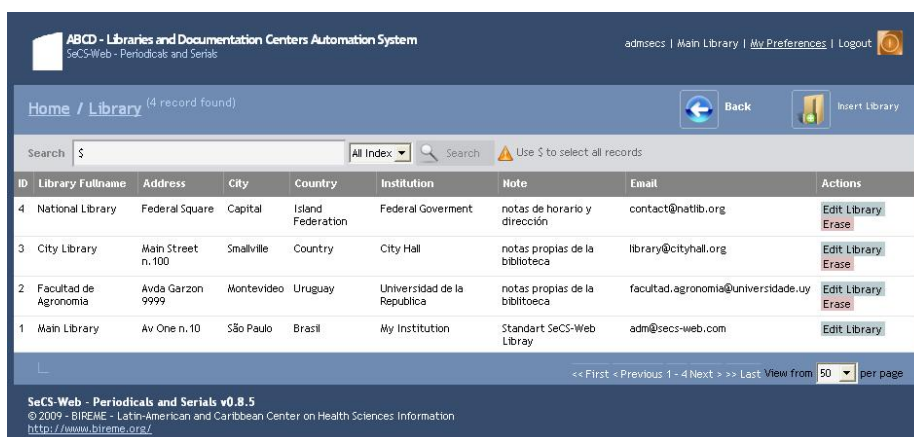 ABCD - Libraries and Documentation Centers Automation System
SeCS-Web - Periodicals and Serials
admsecs | Main Library | My Preferences | Logout
Home / Library (4 record found)
Back
Insert Library
Search $ All Index Search Use $ to select all records
ID Library Fullname Address City Country Institution Note Email Actions
4 National Library Federal Square Capital Island Federal Goverment notas de horario y contact@natlib.org Edit Library
Federation dirección Erase
3 City Library Main Street Smallville Country City Hall notas propias de la library@cityhall.org Edit Library
n. 100 biblioteca Erase
2 Facultad de Avda Garzon Montevideo Uruguay Universidad de la notas propias de la facultad.agronomia@universidade.uy Edit Library
Agronomia 9999 Republica biblitoeca Erase
1 Main Library Av One n. 10 São Paulo Brasil My Institution Standart SeCS-Web adm@secs-web.com Edit Library
Libray
<< First < Previous 1 - 4 Next > >> Last View from 50 per page
SeCS-Web - Periodicals and Serials v0.8.5
© 2009 - BIREME - Latin-American and Caribbean Center on Health Sciences Information
http://www.bireme.org/